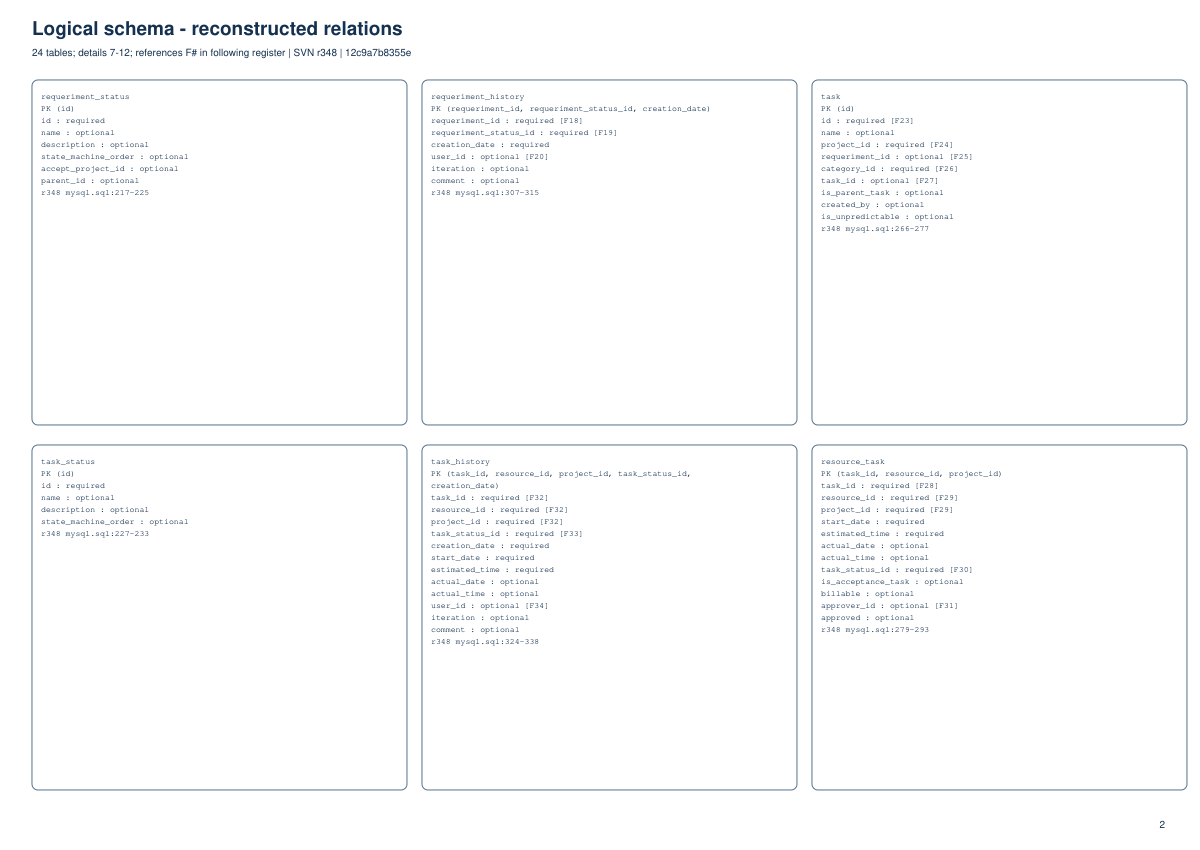 Logical schema - reconstructed relations
24 tables; details 7-12; references F# in following register | SVN r348 | 12c9a7b8355e
requeriment_status
PK (id)
id : required
name : optional
description : optional
state_machine_order : optional
accept_project_id : optional
parent_id : optional
r348 mysql.sql:217-225
requeriment_history
PK (requeriment_id, requeriment_status_id, creation_date)
requeriment_id : required [F18]
requeriment_status_id : required [F19]
creation_date : required
user_id : optional [F20]
iteration : optional
comment : optional
r348 mysql.sql:307-315
task
PK (id)
id : required [F23]
name : optional
project_id : required [F24]
requeriment_id : optional [F25]
category_id : required [F26]
task_id : optional [F27]
is_parent_task : optional
created_by : optional
is_unpredictable : optional
r348 mysql.sql:266-277
task_status
PK (id)
id : required
name : optional
description : optional
state_machine_order : optional
r348 mysql.sql:227-233
task_history
PK (task_id, resource_id, project_id, task_status_id,
creation_date)
task_id : required [F32]
resource_id : required [F32]
project_id : required [F32]
task_status_id : required [F33]
creation_date : required
start_date : required
estimated_time : required
actual_date : optional
actual_time : optional
user_id : optional [F34]
iteration : optional
comment : optional
r348 mysql.sql:324-338
resource_task
PK (task_id, resource_id, project_id)
task_id : required [F28]
resource_id : required [F29]
project_id : required [F29]
start_date : required
estimated_time : required
actual_date : optional
actual_time : optional
task_status_id : required [F30]
is_acceptance_task : optional
billable : optional
approver_id : optional [F31]
approved : optional
r348 mysql.sql:279-293
2